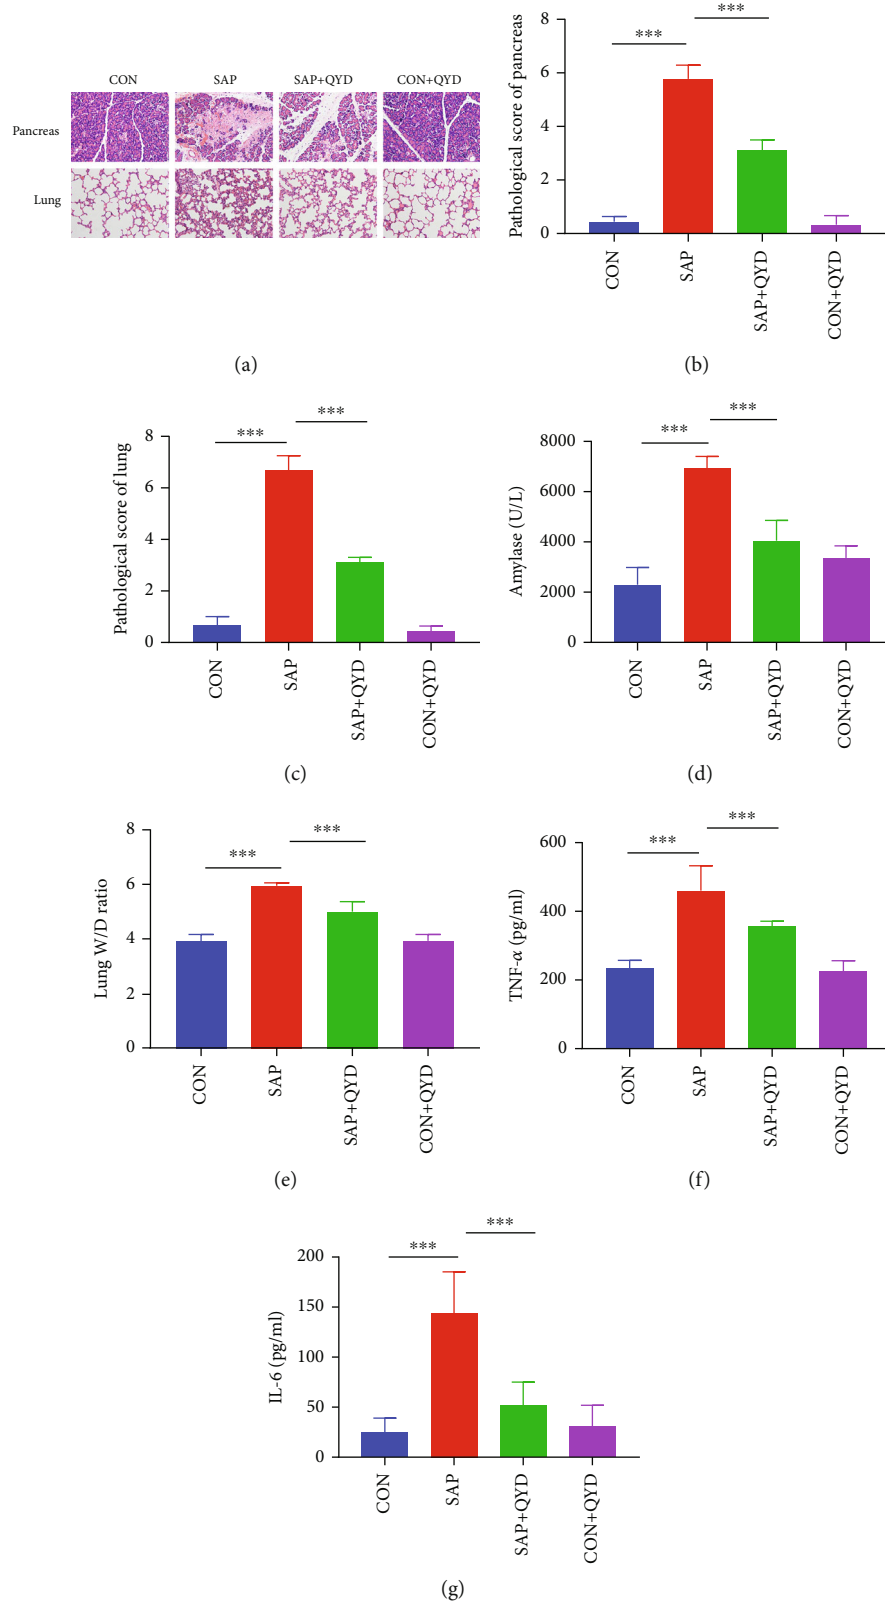 CON SAP SAP+QYD CON+QYD
Pancreas
Lung
(a)
Pathological score of pancreas
8
6
4
2
0
*** ***
CON SAP SAP+QYD CON+QYD
(b)
Pathological score of lung
8
6
4
2
0
*** ***
CON SAP SAP+QYD CON+QYD
(c)
Amylase (U/L)
8000
6000
4000
2000
0
*** ***
CON SAP SAP+QYD CON+QYD
(d)
Lung W/D ratio
8
6
4
2
0
*** ***
CON SAP SAP+QYD CON+QYD
(e)
TNF-α (pg/ml)
600
400
200
0
*** ***
CON SAP SAP+QYD CON+QYD
(f)
IL-6 (pg/ml)
200
150
100
50
0
*** ***
CON SAP SAP+QYD CON+QYD
(g)